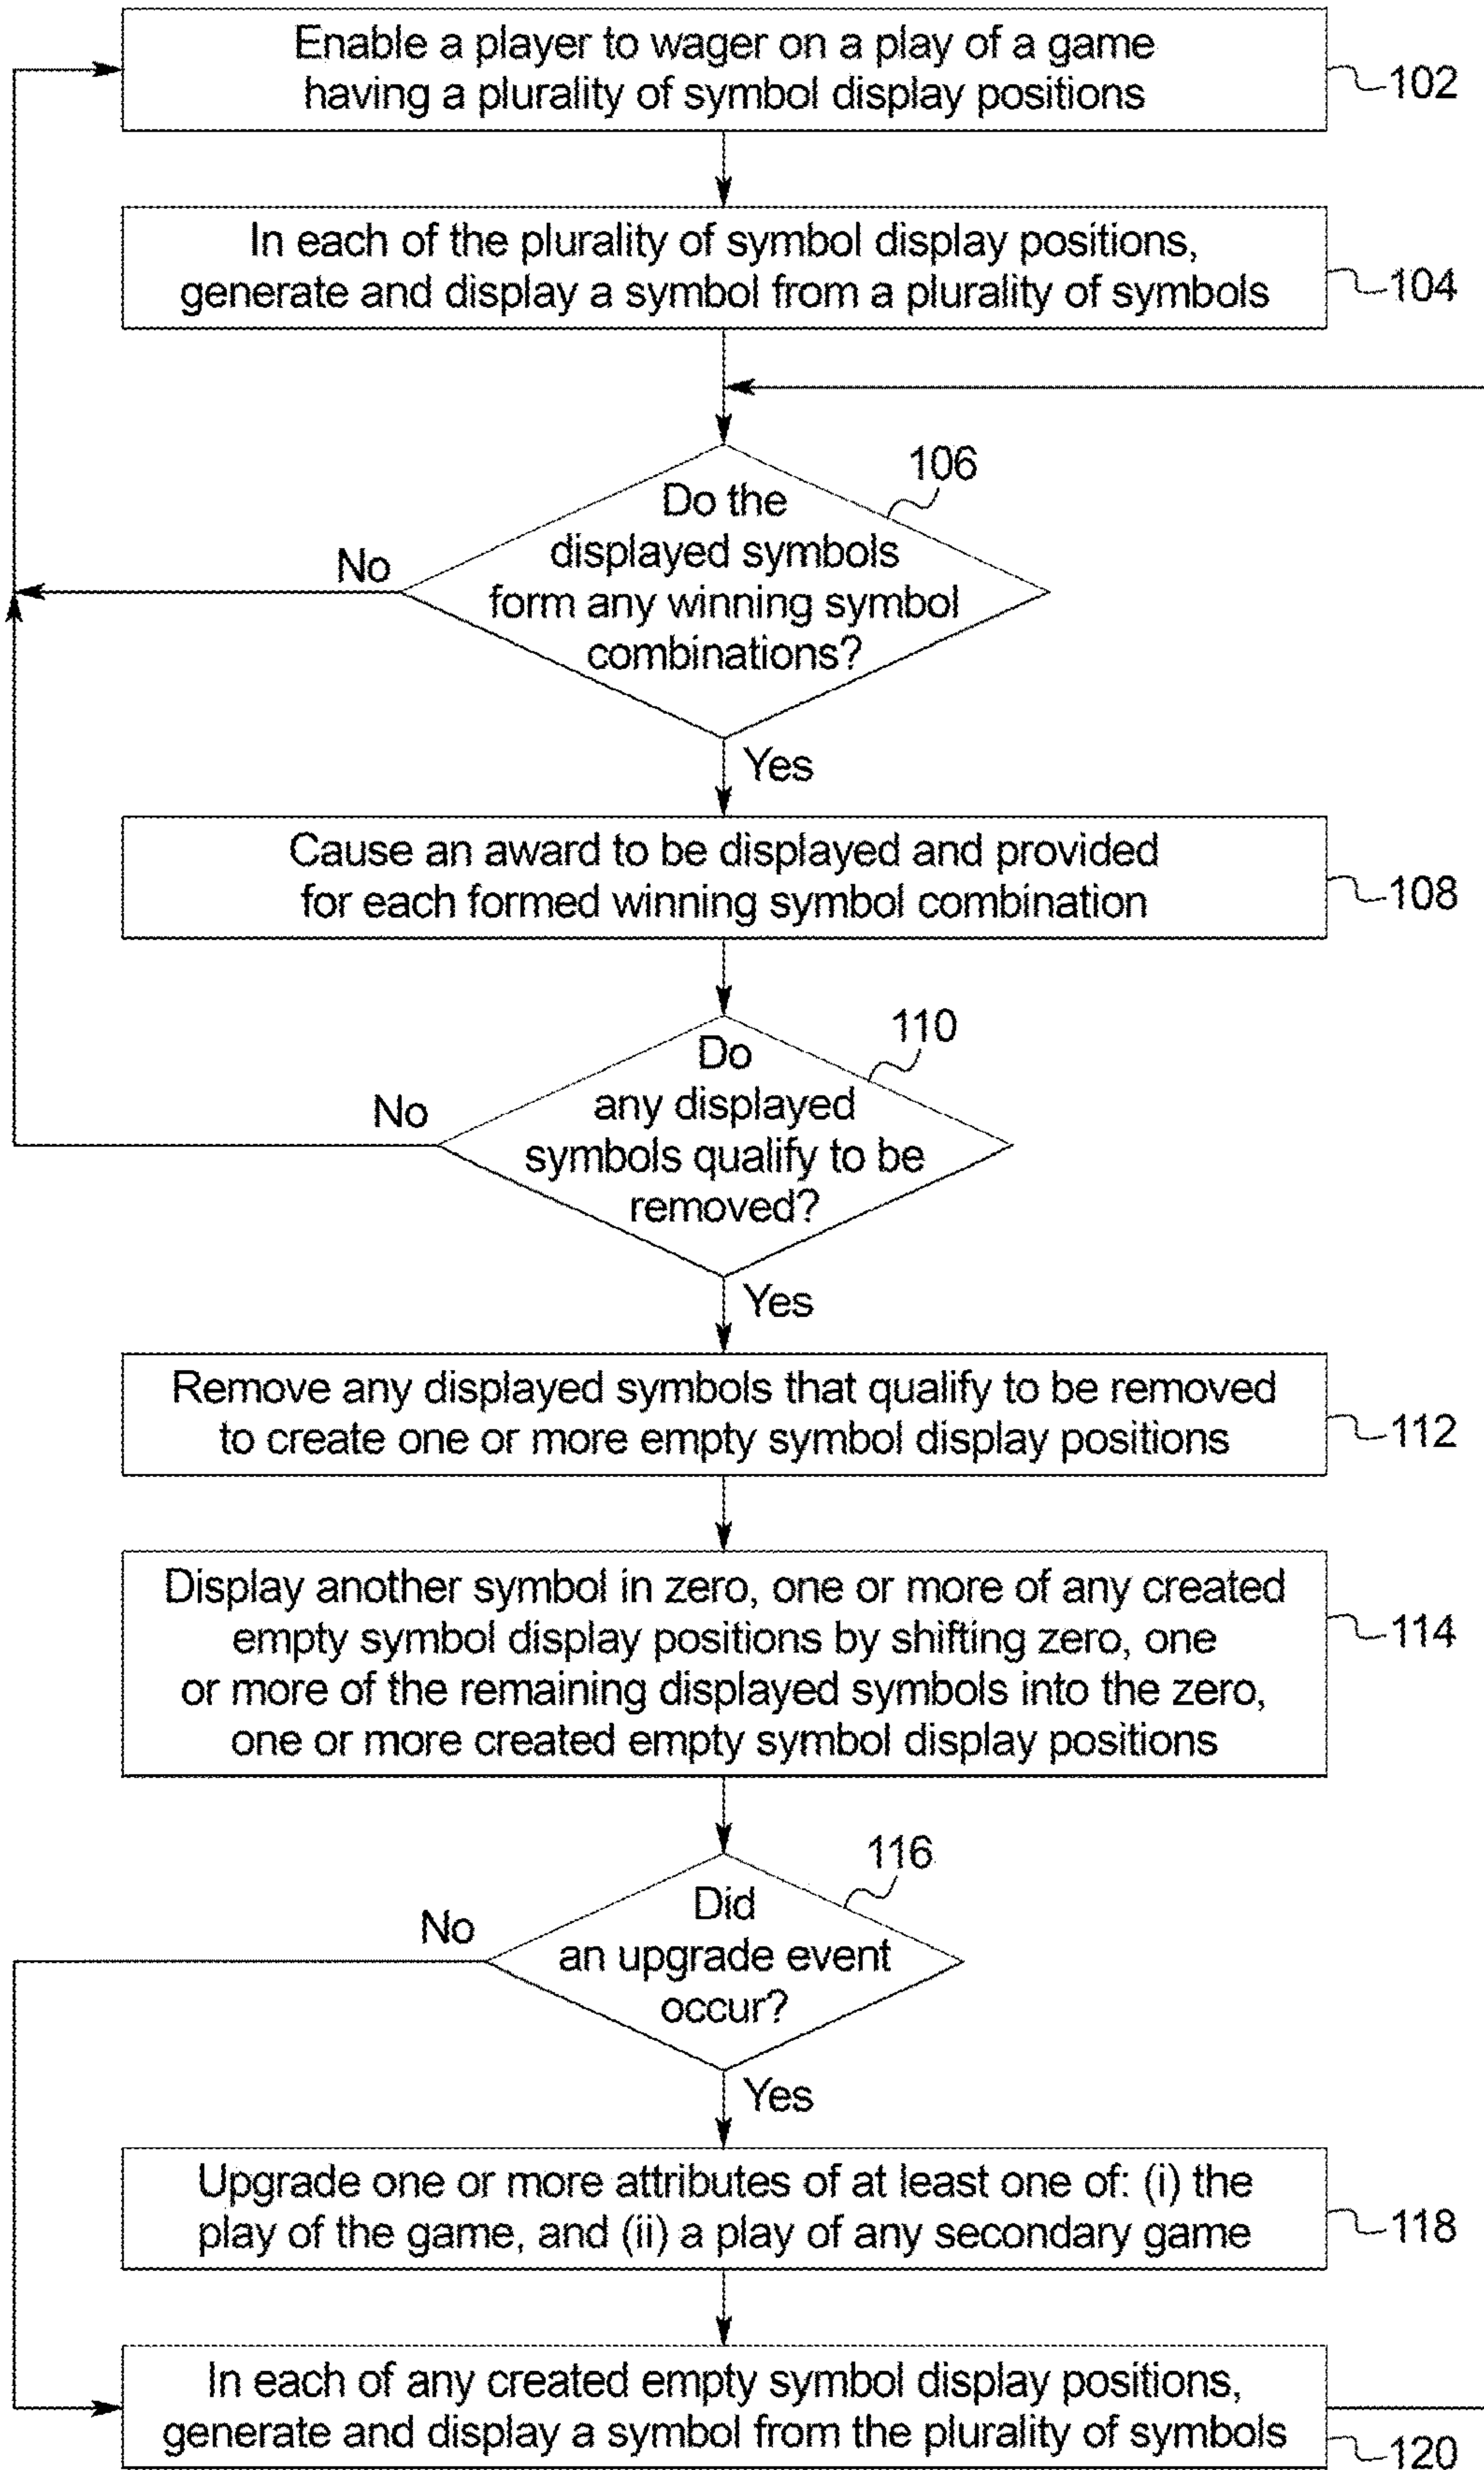 Enable a player to wager on a play of a game
having a plurality of symbol display positions
102
In each of the plurality of symbol display positions,
generate and display a symbol from a plurality of symbols
104
106
Do the
displayed symbols
form any winning symbol
combinations?
No
Yes
Cause an award to be displayed and provided
for each formed winning symbol combination
108
110
Do
any displayed
symbols qualify to be
removed?
No
Yes
Remove any displayed symbols that qualify to be removed
to create one or more empty symbol display positions
112
Display another symbol in zero, one or more of any created
empty symbol display positions by shifting zero, one
or more of the remaining displayed symbols into the zero,
one or more created empty symbol display positions
114
116
Did
an upgrade event
occur?
No
Yes
Upgrade one or more attributes of at least one of: (i) the
play of the game, and (ii) a play of any secondary game
118
In each of any created empty symbol display positions,
generate and display a symbol from the plurality of symbols
120